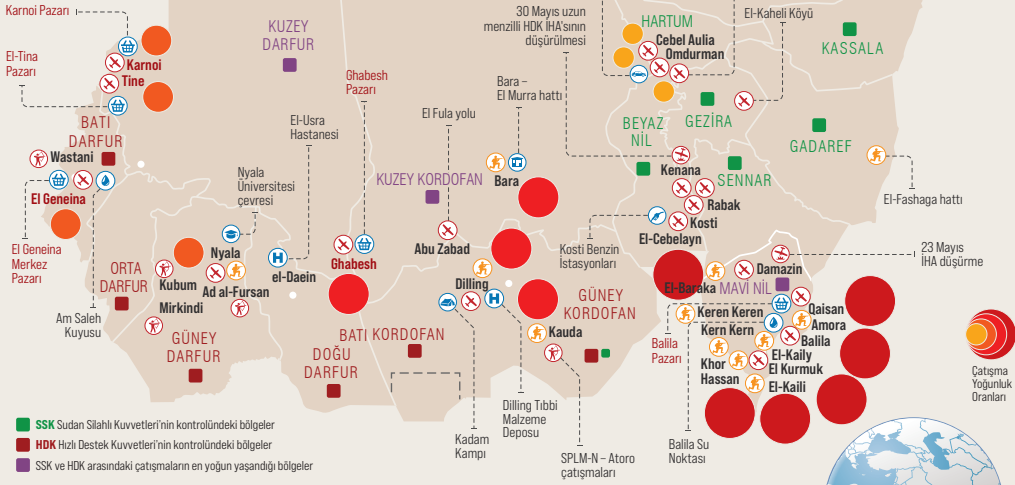 Karnoi Pazarı
Karnoi
Tine
El-Tina
Pazarı
BATI
DARFUR
Wastani
El Geneina
El Geneina
Merkez
Pazarı
Am Saleh
Kuyusu
ORTA
DARFUR
Kubum
Mirkindi
Nyala
Ad al-Fursan
GÜNEY
DARFUR
Nyala
Üniversitesi
çevresi
El-Usra
Hastanesi
el-Daein
KUZEY
DARFUR
Ghabesh
Pazarı
Ghabesh
DOĞU
DARFUR
BATI KORDOFAN
El Fula yolu
KUZEY KORDOFAN
Abu Zabad
Bara –
El Murra hattı
Bara
Dilling
Kauda
GÜNEY
KORDOFAN
Kadam
Kampı
Dilling Tıbbi
Malzeme
Deposu
SPLM-N – Atoro
çatışmaları
30 Mayıs uzun
menzilli HDK İHA'sının
düşürülmesi
HARTUM
Cebel Aulia
Omdurman
El-Kaheli Köyü
KASSALA
GEZİRA
BEYAZ
NİL
GADAREF
SENNAR
Kenana
Rabak
Kosti
El-Cebelayn
Kosti Benzin
İstasyonları
El-Fashaga hattı
23 Mayıs
İHA düşürme
Damazin
El-Baraka
MAVİ NİL
Keren Keren
Qaisan
Amora
Kern Kern
Balila
Balila
Pazarı
Khor
Hassan
El-Kaily
El Kurmuk
El-Kaili
Balila Su
Noktası
Çatışma
Yoğunluk
Oranları
SSK Sudan Silahlı Kuvvetleri'nin kontrolündeki bölgeler
HDK Hızlı Destek Kuvvetleri'nin kontrolündeki bölgeler
SSK ve HDK arasındaki çatışmaların en yoğun yaşandığı bölgeler